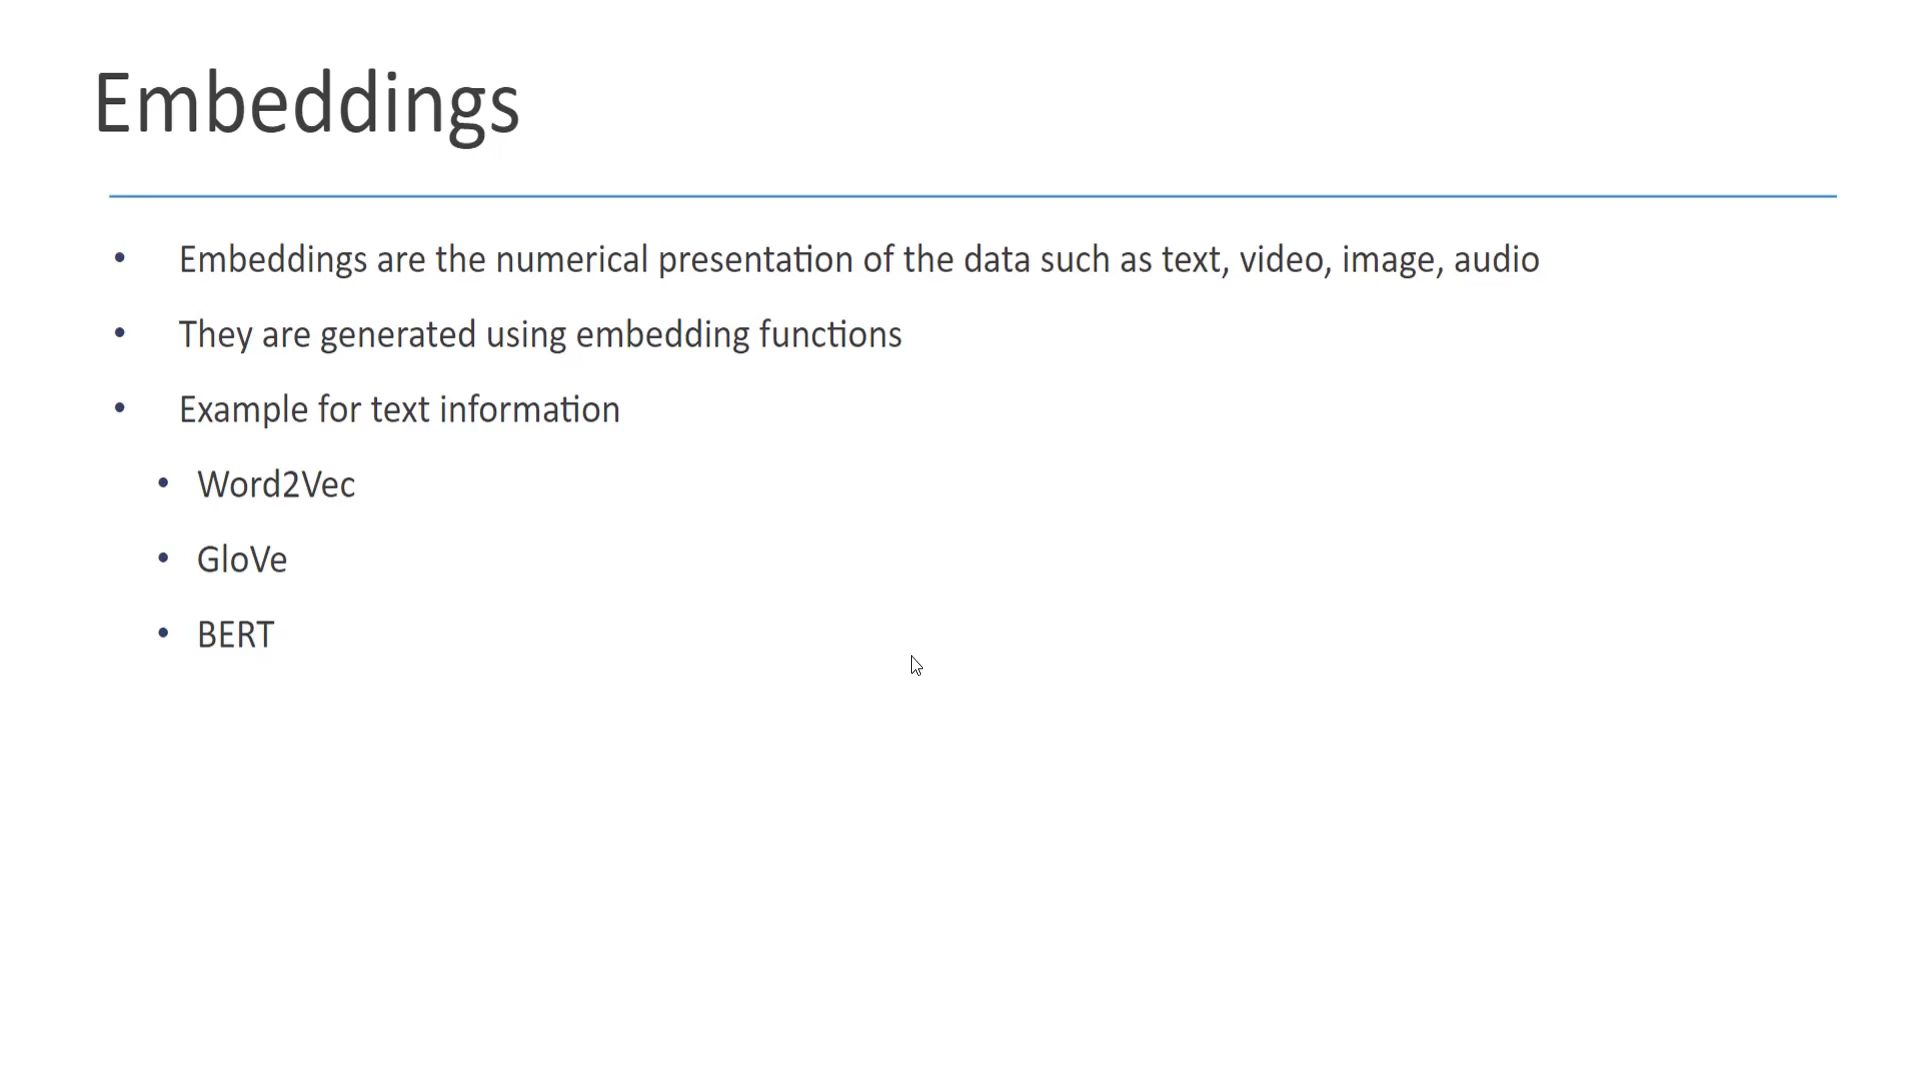 Embeddings
• Embeddings are the numerical presentation of the data such as text, video, image, audio
• They are generated using embedding functions
• Example for text information
• Word2Vec
• GloVe
• BERT